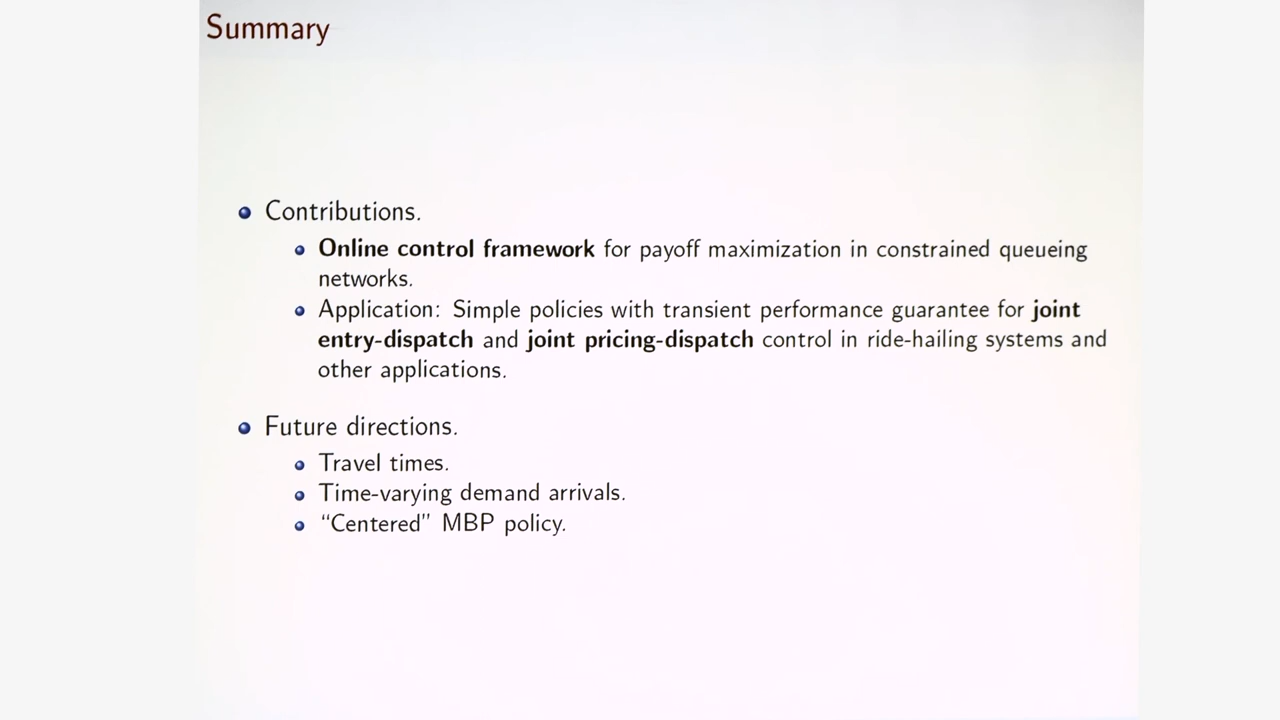 Summary
Contributions.
Online control framework for payoff maximization in constrained queueing
networks.
Application: Simple policies with transient performance guarantee for joint
entry-dispatch and joint pricing-dispatch control in ride-hailing systems and
other applications.
Future directions.
Travel times.
Time-varying demand arrivals.
“Centered” MBP policy.